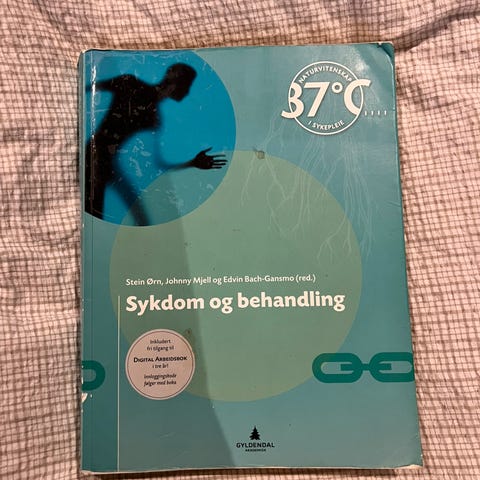 NATURVITENSKAP
37°C
I SYKEPLEIE
Stein Ørn, Johnny Mjell og Edvin Bach-Gansmo (red.)
Sykdom og behandling
Inkludert
fri tilgang til
DIGITAL ARBEIDSBOK
i tre år!
Innloggingskode
følger med boka
GYLDENDAL
AKADEMISK